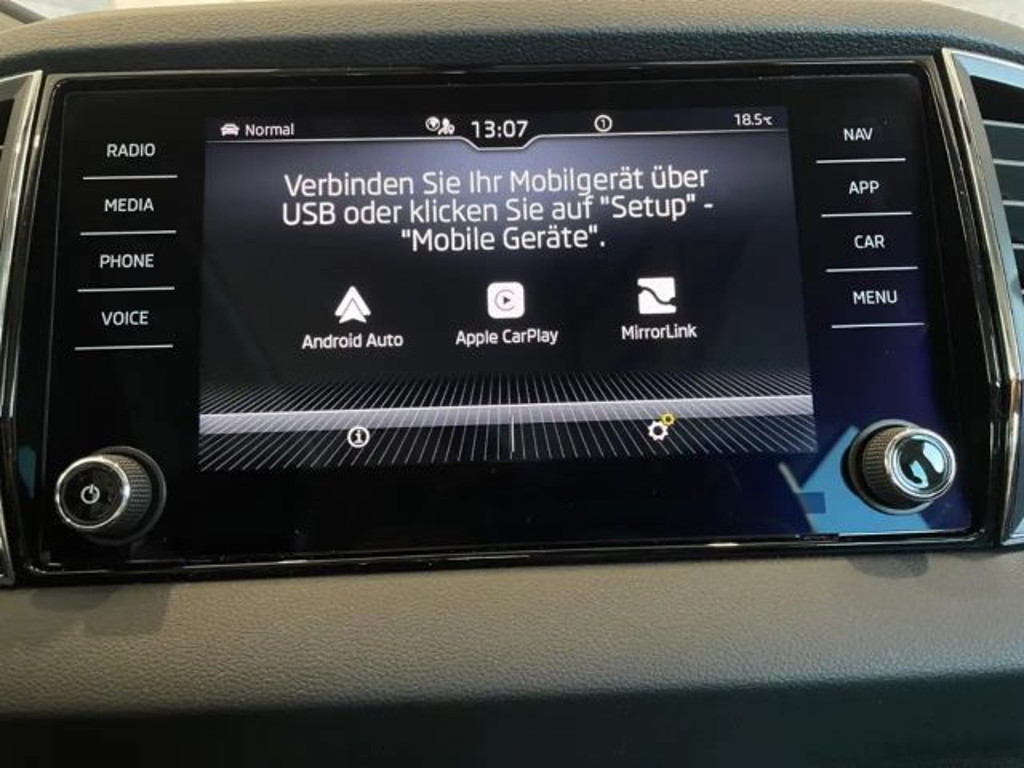 Normal 13:07 1 18.5°C
RADIO
MEDIA
PHONE
VOICE
Verbinden Sie Ihr Mobilgerät über
USB oder klicken Sie auf "Setup" -
"Mobile Geräte".
Android Auto Apple CarPlay MirrorLink
NAV
APP
CAR
MENU